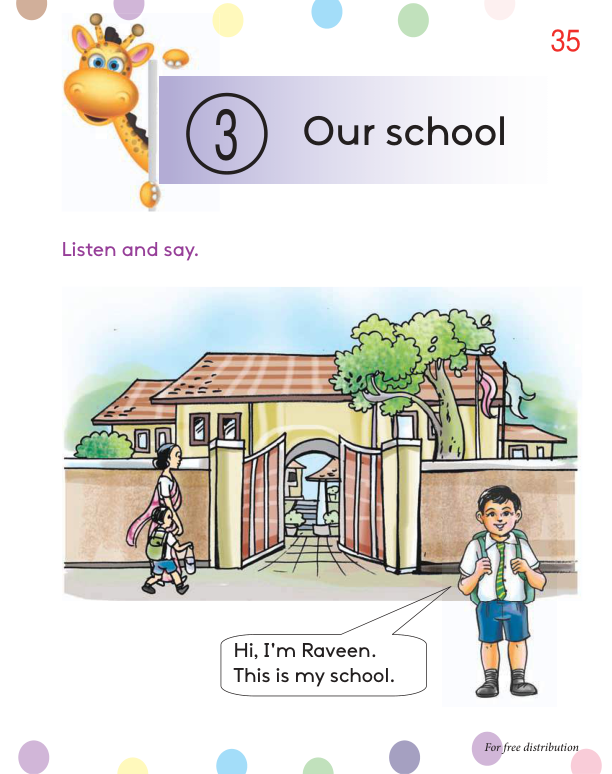 35
3
Our school
Listen and say.
Hi, I'm Raveen.
This is my school.
For free distribution